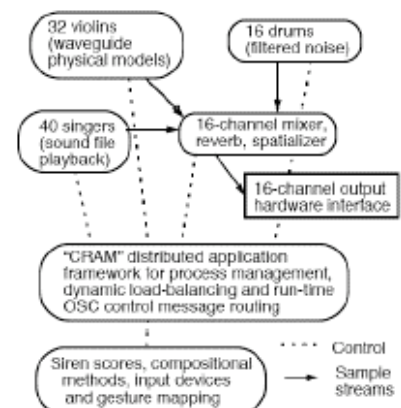 32 violins
(waveguide
physical models)
16 drums
(filtered noise)
40 singers
(sound file
playback)
16-channel mixer,
reverb, spatializer
16-channel output
hardware interface
"CRAM" distributed application
framework for process management,
dynamic load-balancing and run-time
OSC control message routing
Siren scores, compositional
methods, input devices
and gesture mapping
Control
Sample
streams